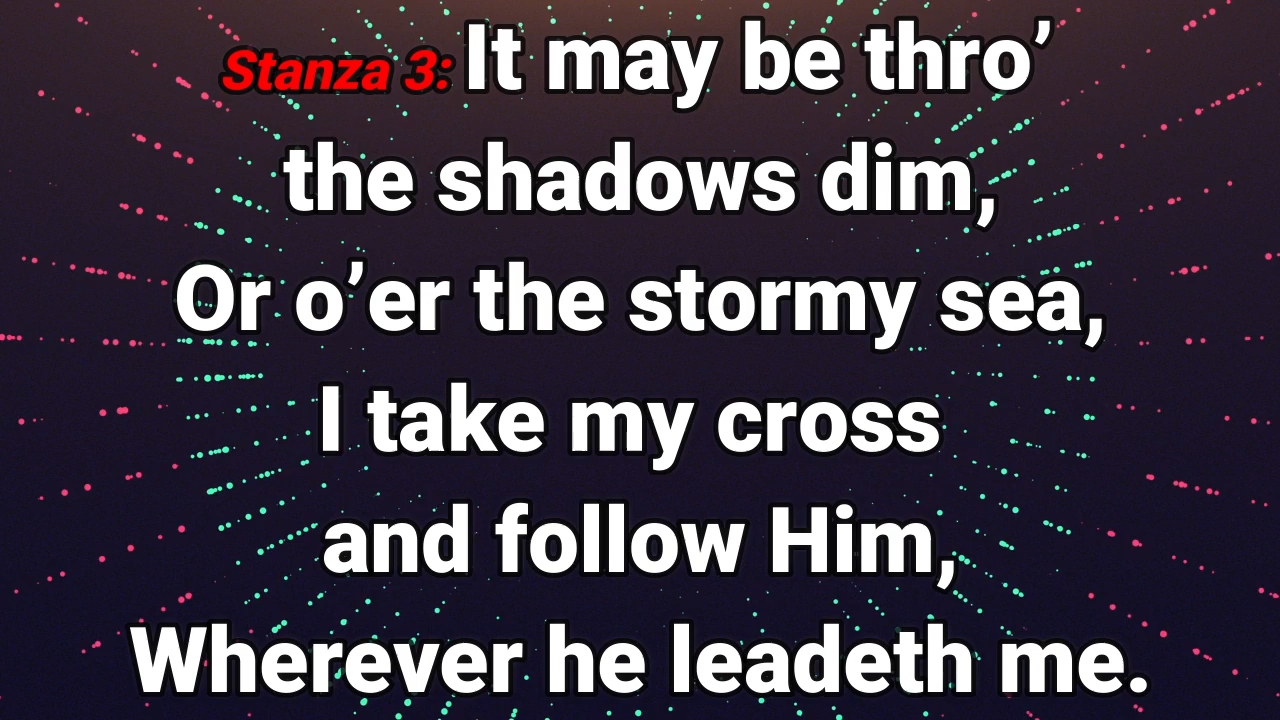 Stanza 3: It may be thro’
the shadows dim,
Or o’er the stormy sea,
I take my cross
and follow Him,
Wherever he leadeth me.